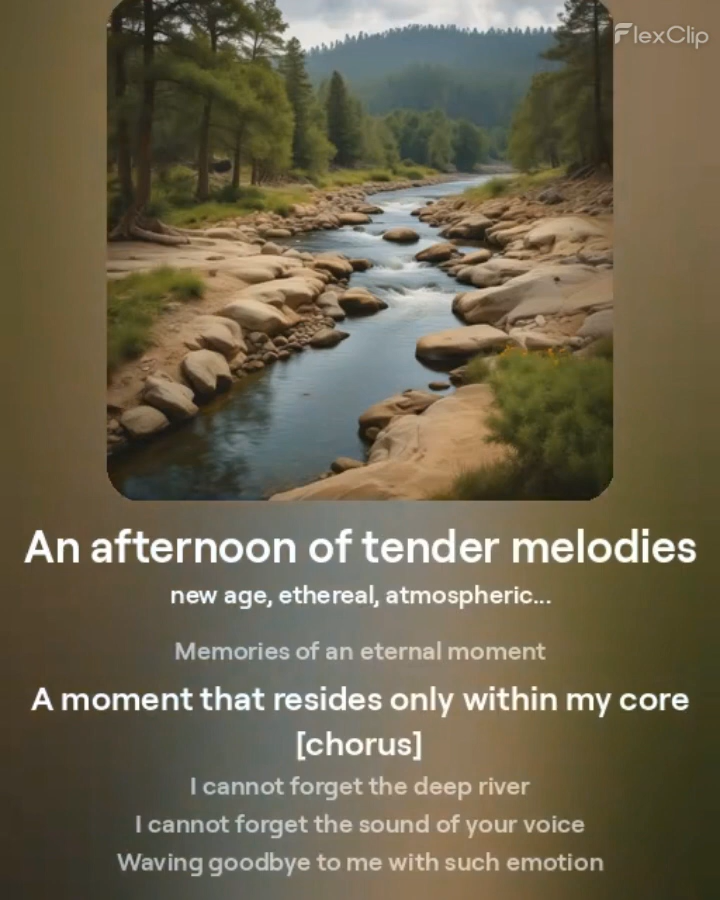 FlexClip
An afternoon of tender melodies
new age, ethereal, atmospheric...
Memories of an eternal moment
A moment that resides only within my core
[chorus]
I cannot forget the deep river
I cannot forget the sound of your voice
Waving goodbye to me with such emotion